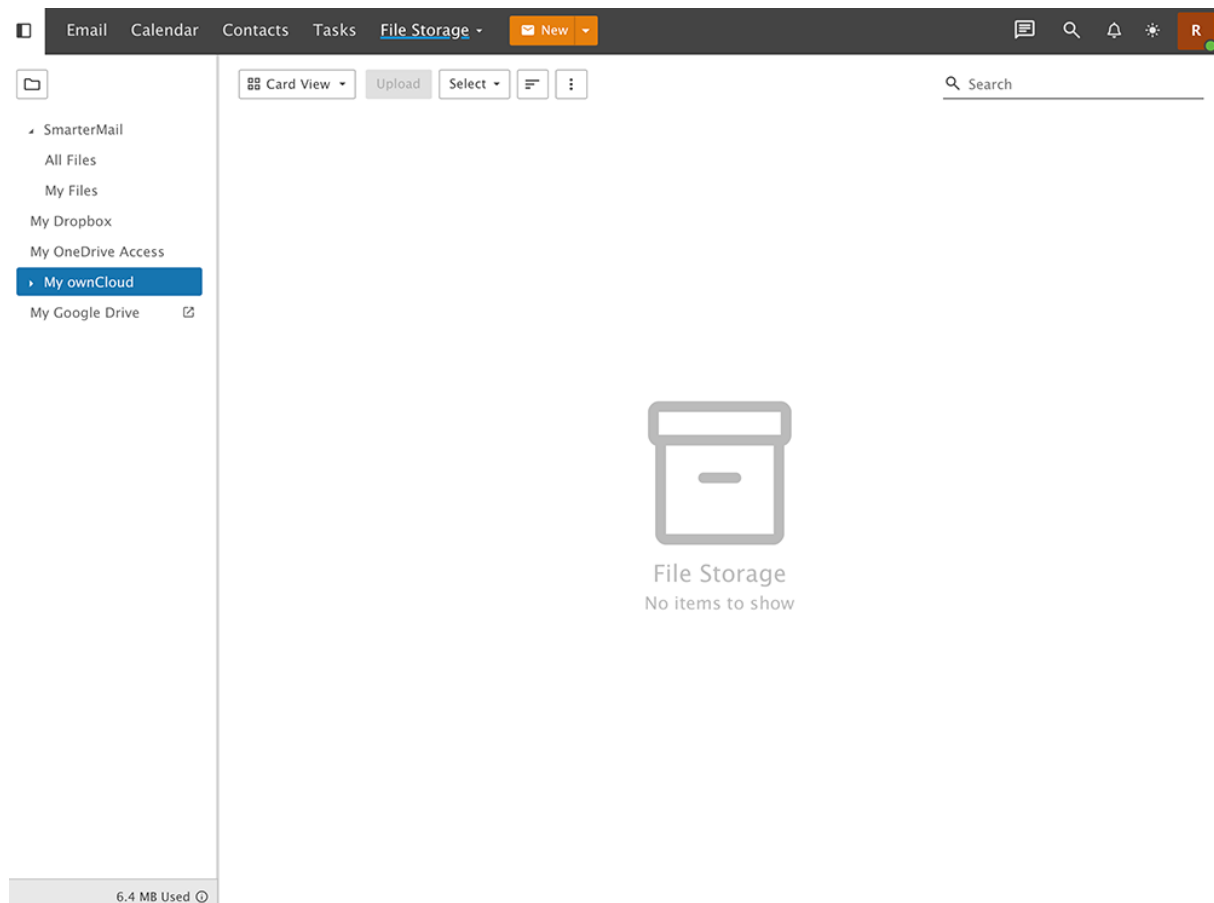 Email Calendar Contacts Tasks File Storage New R
Card View Upload Select Search
SmarterMail
All Files
My Files
My Dropbox
My OneDrive Access
My ownCloud
My Google Drive
File Storage
No items to show
6.4 MB Used